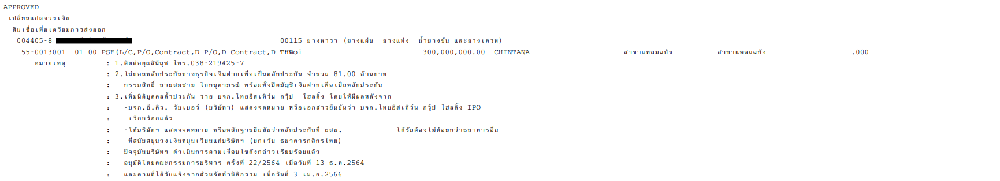 APPROVED
เปลี่ยนแปลงวงเงิน
สินเชื่อเพื่อเตรียมการส่งออก
004405-8 00115 ยางพารา (ยางแผ่น ยางแท่ง น้ำยางข้น และยางเครพ)
55-0013001 01 00 PSF(L/C,P/O,Contract,D P/O,D Contract,D 300,000,000.00 CHINTANA สาขาแหลมฉบัง สาขาแหลมฉบัง .000
หมายเหตุ : 1.ติดต่อคุณสินีนุช โทร.038-219425-7
: 2.ไถ่ถอนหลักประกันทางธุรกิจเงินฝากเพื่อเป็นหลักประกัน จำนวน 81.00 ล้านบาท
: กรรมสิทธิ์ นายสมชาย โกกนุทาภรณ์ พร้อมทั้งปิดบัญชีเงินฝากเพื่อเป็นหลักประกัน
: 3.เพิ่มนิติบุคคลค้ำประกัน ราย บจก.ไทยอีสเทิร์น กรุ๊ป โฮลดิ้ง โดยให้มีผลหลังจาก
: -บจก.อี.คิว. รับเบอร์ (บริษัทฯ) แสดงจดหมาย หรือเอกสารยืนยันว่า บจก.ไทยอีสเทิร์น กรุ๊ป โฮลดิ้ง IPO
: เรียบร้อยแล้ว
: -ให้บริษัทฯ แสดงจดหมาย หรือหลักฐานยืนยันว่าหลักประกันที่ ธสน. ได้รับต้องไม่ด้อยกว่าธนาคารอื่น
: ที่สนับสนุนวงเงินหมุนเวียนแก่บริษัทฯ (ยกเว้น ธนาคารกสิกรไทย)
: ปัจจุบันบริษัทฯ ดำเนินการตามเงื่อนไขดังกล่าวเรียบร้อยแล้ว
: อนุมัติโดยคณะกรรมการบริหาร ครั้งที่ 22/2564 เมื่อวันที่ 13 ธ.ค.2564
: และตามที่ได้รับแจ้งจากส่วนจัดทำนิติกรรม เมื่อวันที่ 3 เม.ย.2566